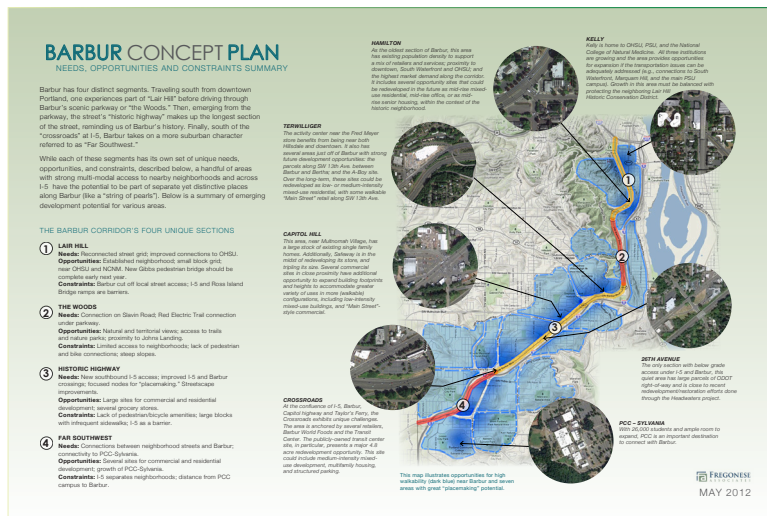 BARBUR CONCEPT PLAN
NEEDS, OPPORTUNITIES AND CONSTRAINTS SUMMARY
Barbur has four distinct segments. Traveling south from downtown
Portland, one experiences part of "Lair Hill" before driving through
Barbur's scenic parkway or "the Woods." Then, emerging from the
parkway, the street's "historic highway" makes up the longest section
of the street, reminding us of Barbur's history. Finally, south of the
"crossroads" at I-5, Barbur takes on a more suburban character
referred to as "Far Southwest."
While each of these segments has its own set of unique needs,
opportunities, and constraints, described below, a handful of areas
with strong multi-modal access to nearby neighborhoods and across
I-5 have the potential to be part of separate yet distinctive places
along Barbur (like a "string of pearls"). Below is a summary of emerging
development potential for various areas.
THE BARBUR CORRIDOR'S FOUR UNIQUE SECTIONS
1 LAIR HILL
Needs: Reconnected street grid; improved connections to OHSU.
Opportunities: Established neighborhood; small block grid;
near OHSU and NCNM. New Gibbs pedestrian bridge should be
complete early next year.
Constraints: Barbur cut off local street access; I-5 and Ross Island
Bridge ramps are barriers.
2 THE WOODS
Needs: Connection on Slavin Road; Red Electric Trail connection
under parkway.
Opportunities: Natural and territorial views; access to trails
and nature parks; proximity to Johns Landing.
Constraints: Limited access to neighborhoods; lack of pedestrian
and bike connections; steep slopes.
3 HISTORIC HIGHWAY
Needs: New southbound I-5 access; improved I-5 and Barbur
crossings; focused nodes for "placemaking." Streetscape
improvements.
Opportunities: Large sites for commercial and residential
development; several grocery stores.
Constraints: Lack of pedestrian/bicycle amenities; large blocks
with infrequent sidewalks; I-5 as a barrier.
4 FAR SOUTHWEST
Needs: Connections between neighborhood streets and Barbur;
connectivity to PCC-Sylvania.
Opportunities: Several sites for commercial and residential
development; growth of PCC-Sylvania.
Constraints: I-5 separates neighborhoods; distance from PCC
campus to Barbur.
HAMILTON
As the oldest section of Barbur, this area
has existing population density to support
a mix of retailers and services; proximity to
downtown, South Waterfront and OHSU; and
the highest market demand along the corridor.
It includes several opportunity sites that could
be redeveloped in the future as mid-rise mixed-
use residential, mid-rise office, or as mid-
rise senior housing, within the context of the
historic neighborhood.
KELLY
Kelly is home to OHSU, PSU, and the National
College of Natural Medicine. All three institutions
are growing and the area provides opportunities
for expansion if the transportation issues can be
adequately addressed (e.g., connections to South
Waterfront, Marquam Hill, and the main PSU
campus). Growth in this area must be balanced with
protecting the neighboring Lair Hill
Historic Conservation District.
TERWILLIGER
The activity center near the Fred Meyer
store benefits from being near both
Hillsdale and downtown. It also has
several areas just off of Barbur with strong
future development opportunities: the
parcels along SW 13th Ave. between
Barbur and Bertha; and the A-Boy site.
Over the long-term, these sites could be
redeveloped as low- or medium-intensity
mixed-use residential, with some walkable
"Main Street" retail along SW 13th Ave.
CAPITOL HILL
This area, near Multnomah Village, has
a large stock of existing single family
homes. Additionally, Safeway is in the
midst of redeveloping its store, and
tripling its size. Several commercial
sites in close proximity have additional
opportunity to expand building footprints
and heights to accommodate greater
variety of uses in more (walkable)
configurations, including low-intensity
mixed-use buildings, and "Main Street"-
style commercial.
CROSSROADS
At the confluence of I-5, Barbur,
Capitol highway and Taylor's Ferry, the
Crossroads exhibits unique challenges.
The area is anchored by several retailers,
Barbur World Foods and the Transit
Center. The publicly-owned transit center
site, in particular, presents a major 4.8
acre redevelopment opportunity. This site
could include medium-intensity mixed-
use development, multifamily housing,
and structured parking.
26TH AVENUE
The only section with below grade
access under I-5 and Barbur, this
quiet area has large parcels of ODOT
right-of-way and is close to recent
redevelopment/restoration efforts done
through the Headwaters project.
PCC – SYLVANIA
With 26,000 students and ample room to
expand, PCC is an important destination
to connect with Barbur.
1
2
3
4
This map illustrates opportunities for high
walkability (dark blue) near Barbur and seven
areas with great "placemaking" potential.
FREGONESE
ASSOCIATES
MAY 2012